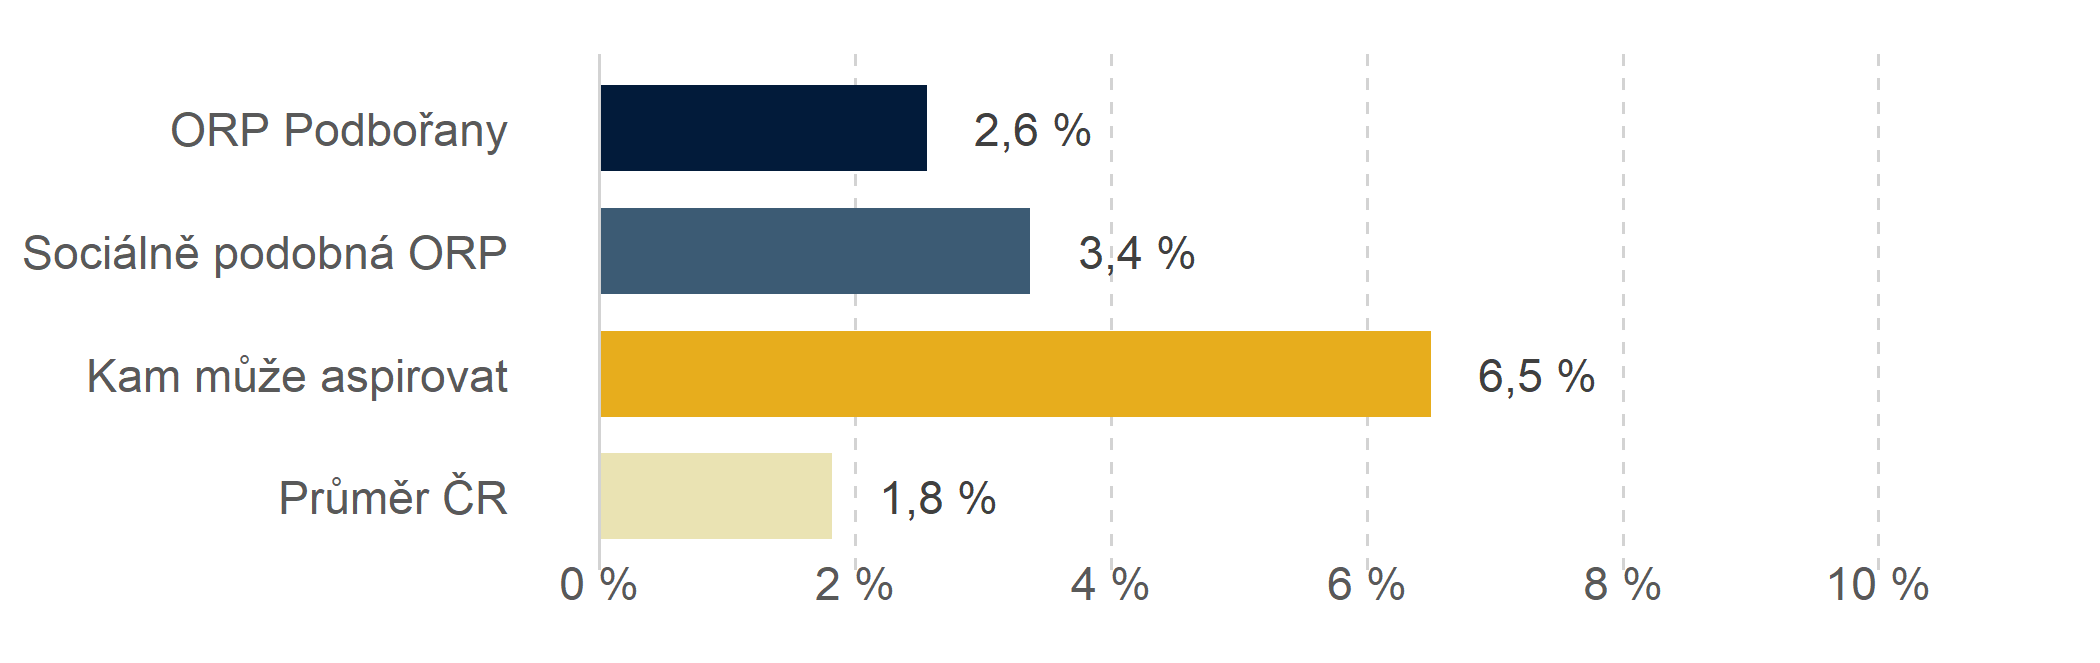 ORP Podbořany
2,6 %
Sociálně podobná ORP
3,4 %
Kam může aspirovat
6,5 %
Průměr ČR
1,8 %
0 %
2 %
4 %
6 %
8 %
10 %